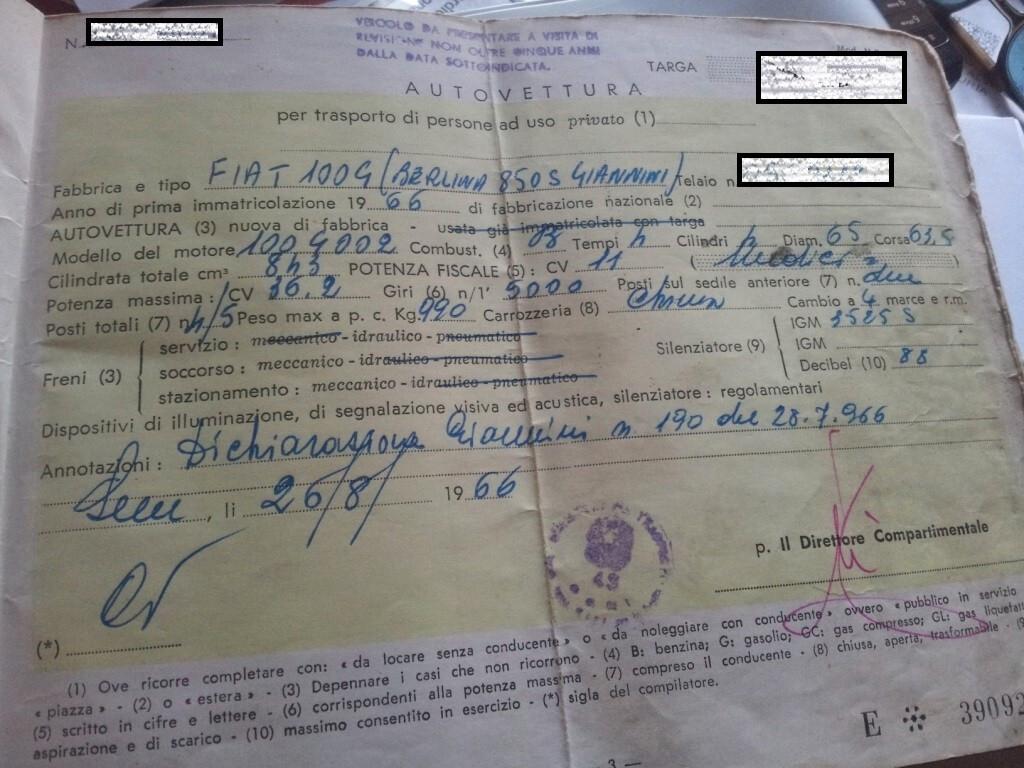 N.
VEICOLO DA PRESENTARE A VISITA DI
REVISIONE NON OLTRE CINQUE ANNI
DALLA DATA SOTTOINDICATA.
TARGA
AUTOVETTURA
per trasporto di persone ad uso privato (1)
Fabbrica e tipo FIAT 100G (BERLINA 850S GIANNINI) Telaio n.
Anno di prima immatricolazione 1966 di fabbricazione nazionale (2)
AUTOVETTURA (3) nuova di fabbrica - usata già immatricolata con targa
Modello del motore 100G002 Combust. (4) B Tempi 4 Cilindri 4 Diam. 65 Corsa 63,5
Cilindrata totale cm³ 843 POTENZA FISCALE (5): CV 11 (Undici)
Potenza massima: CV 36.2 Giri (6) n/1' 5000 Posti sul sedile anteriore (7) n. due
Posti totali (7) n. 4/5 Peso max a p. c. Kg. 990 Carrozzeria (8) Chiusa Cambio a 4 marce e r.m.
Freni (3)
servizio: meccanico - idraulico - pneumatico
soccorso: meccanico - idraulico - pneumatico
stazionamento: meccanico - idraulico - pneumatico
Silenziatore (9)
IGM 3525 S
IGM
Decibel (10) 88
Dispositivi di illuminazione, di segnalazione visiva ed acustica, silenziatore: regolamentari
Annotazioni: Dichiarazione Giannini n. 190 del 28.7.966
, li 26/8/ 1966
p. Il Direttore Compartimentale
(*)
(1) Ove ricorre completare con: « da locare senza conducente » o « da noleggiare con conducente » ovvero « pubblico in servizio
« piazza » - (2) o « estera » - (3) Depennare i casi che non ricorrono - (4) B: benzina; G: gasolio; GC: gas compresso; GL: gas liquefatto
(5) scritto in cifre e lettere - (6) corrispondenti alla potenza massima - (7) compreso il conducente - (8) chiusa, aperta, trasformabile - (9)
aspirazione e di scarico - (10) massimo consentito in esercizio - (*) sigla del compilatore.
E 39092
— 3 —